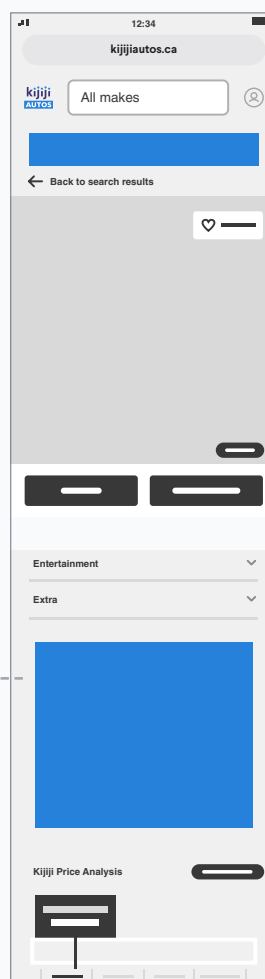 12:34
kijijiautos.ca
kijiji
AUTOS
All makes
Back to search results
Entertainment
Extra
Kijiji Price Analysis